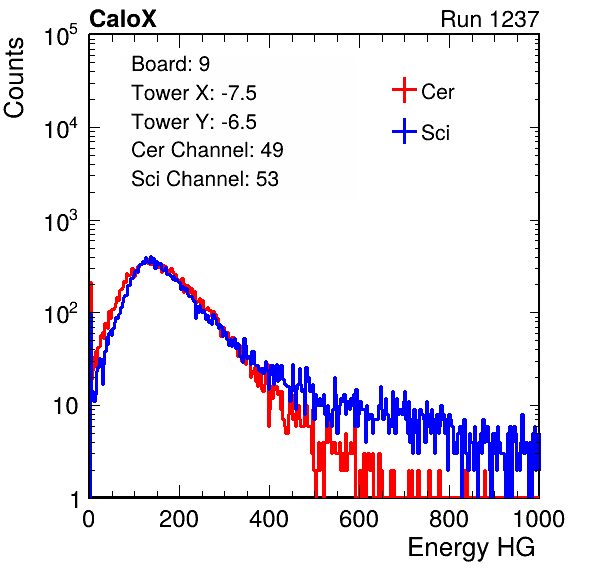 CaloX Run 1237
Counts
Board: 9
Tower X: -7.5
Tower Y: -6.5
Cer Channel: 49
Sci Channel: 53
Cer
Sci
10^5
10^4
10^3
10^2
10
1
0 200 400 600 800 1000
Energy HG